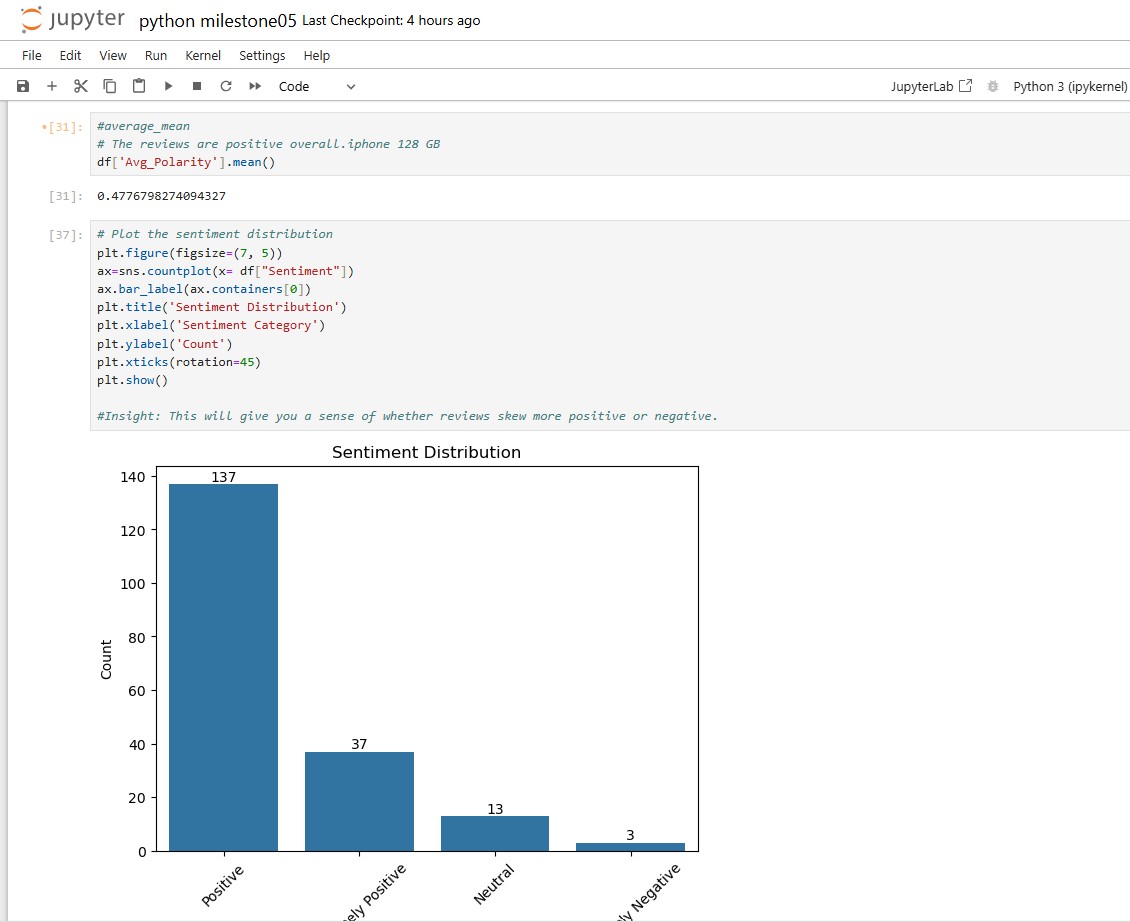 jupyter python milestone05 Last Checkpoint: 4 hours ago
File Edit View Run Kernel Settings Help
Code JupyterLab Python 3 (ipykernel)
[31]: #average_mean
# The reviews are positive overall.iphone 128 GB
df['Avg_Polarity'].mean()
[31]: 0.4776798274094327
[37]: # Plot the sentiment distribution
plt.figure(figsize=(7, 5))
ax=sns.countplot(x= df["Sentiment"])
ax.bar_label(ax.containers[0])
plt.title('Sentiment Distribution')
plt.xlabel('Sentiment Category')
plt.ylabel('Count')
plt.xticks(rotation=45)
plt.show()
#Insight: This will give you a sense of whether reviews skew more positive or negative.
Sentiment Distribution
140
120
100
80
60
40
20
0
Count
137
37
13
3
Positive
ely Positive
Neutral
ly Negative